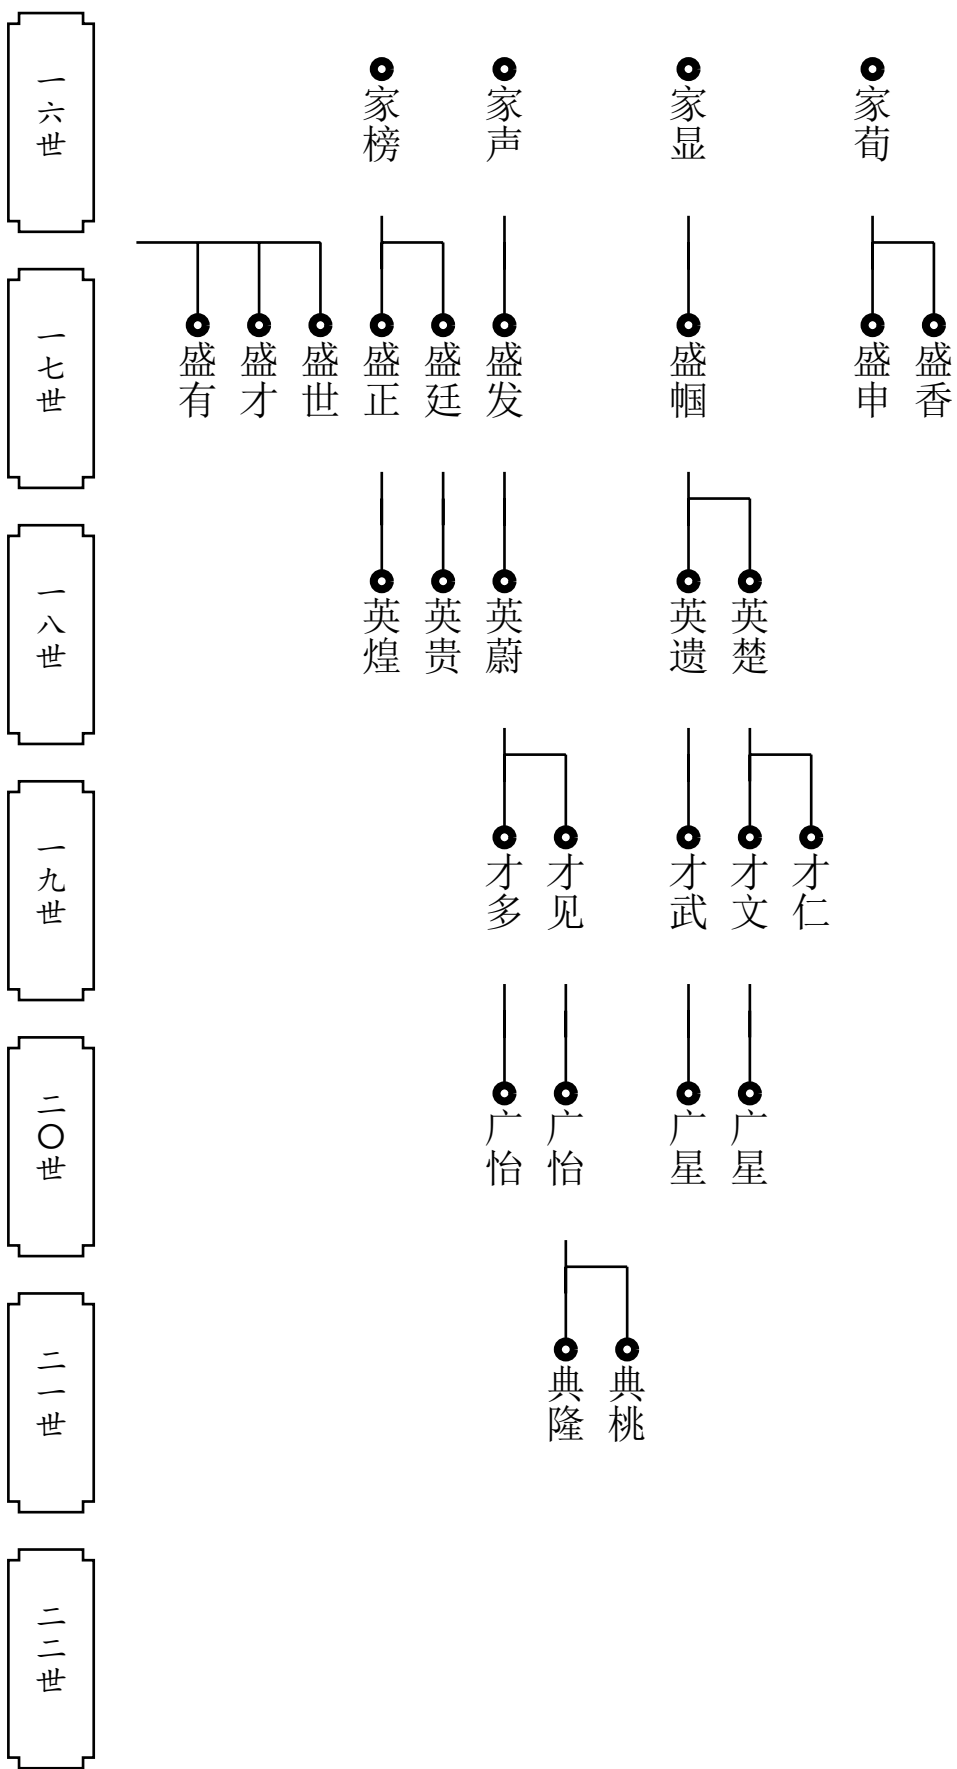 一六世
家荀
家显
家声
家榜
一七世
盛香
盛申
盛帼
盛发
盛廷
盛正
盛世
盛才
盛有
一八世
英楚
英遗
英蔚
英贵
英煌
一九世
才仁
才文
才武
才见
才多
二〇世
广星
广星
广怡
广怡
二一世
典桃
典隆
二二世